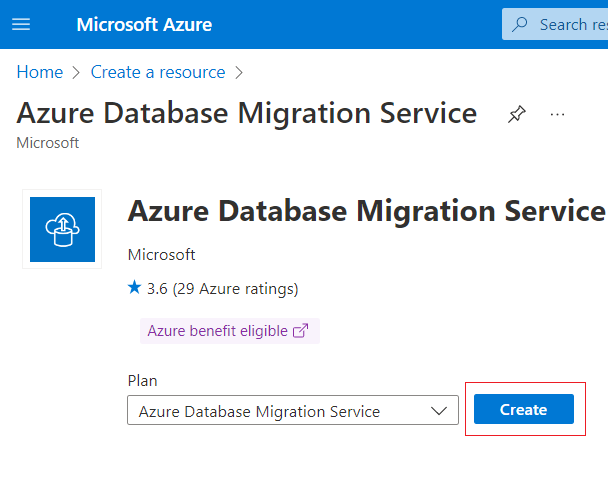 Microsoft Azure
Search res
Home > Create a resource >
Azure Database Migration Service ...
Microsoft
Azure Database Migration Service
Microsoft
3.6 (29 Azure ratings)
Azure benefit eligible
Plan
Azure Database Migration Service
Create